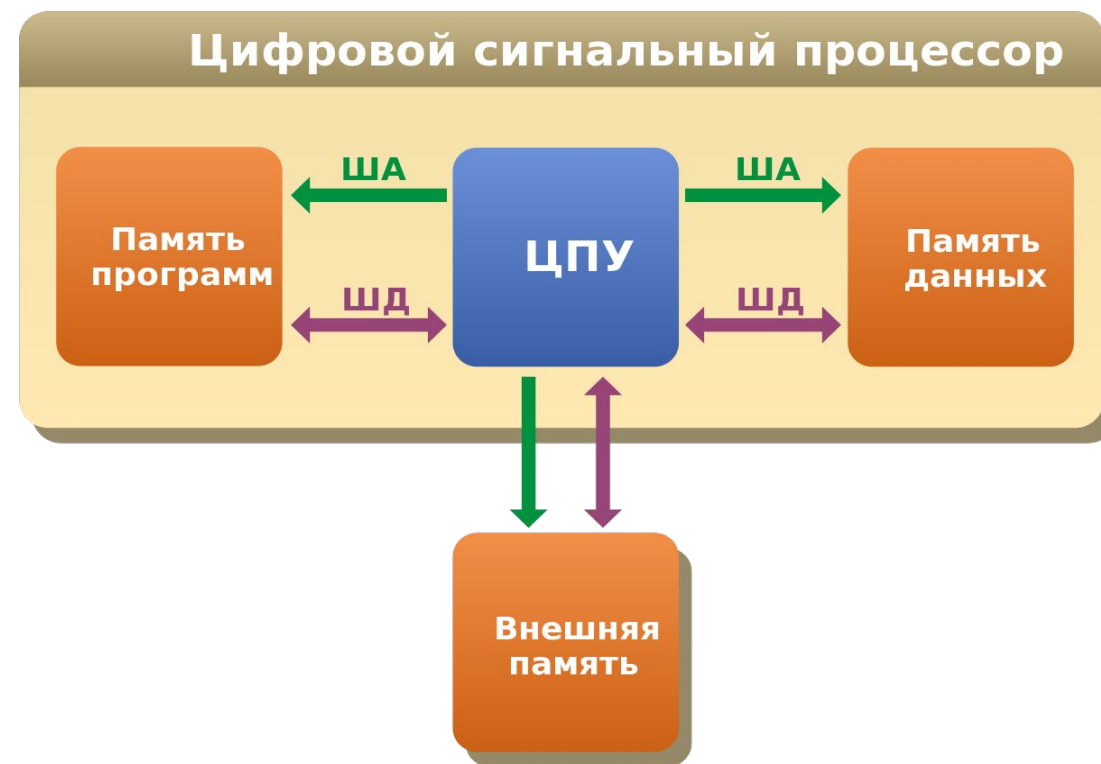 Цифровой сигнальный процессор
ША
ША
Память
программ
ЦПУ
Память
данных
ШД
ШД
Внешняя
память